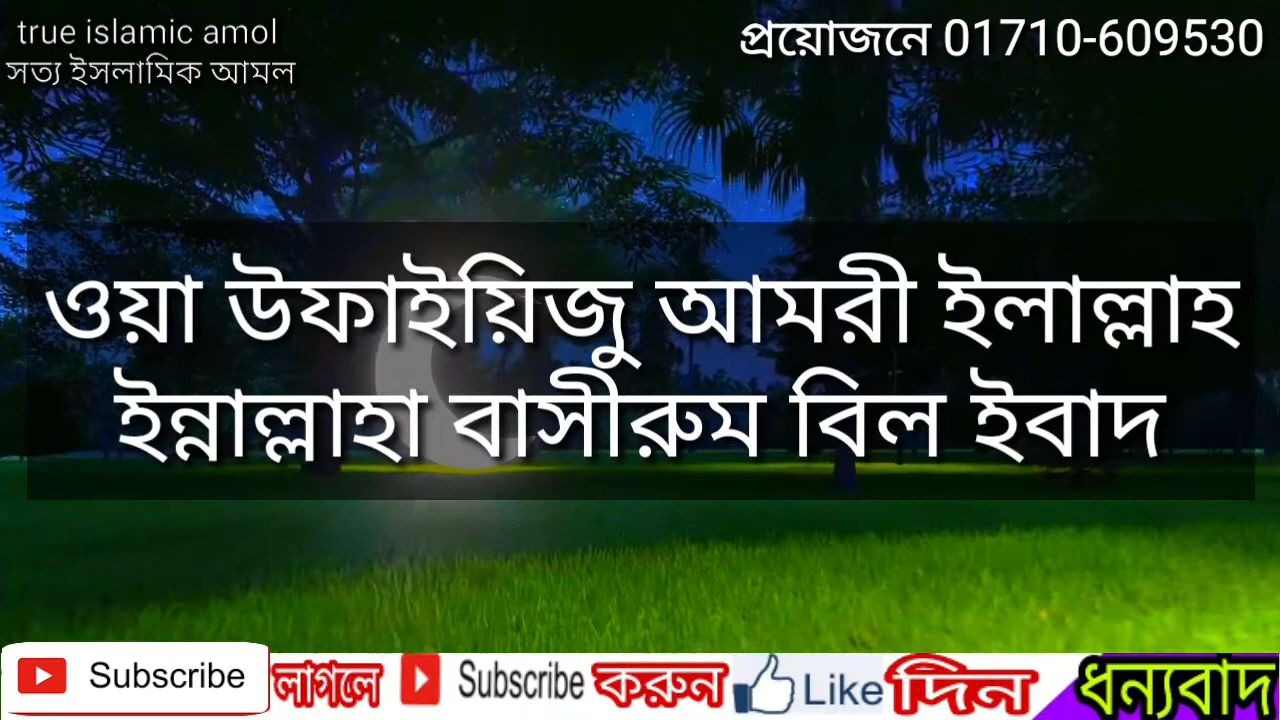 true islamic amol
সত্য ইসলামিক আমল
প্রয়োজনে 01710-609530
ওয়া উফাইয়িজু আমরী ইলাল্লাহ
ইন্নাল্লাহা বাসীরুম বিল ইবাদ
Subscribe লাগলে Subscribe করুন Like দিন ধন্যবাদ